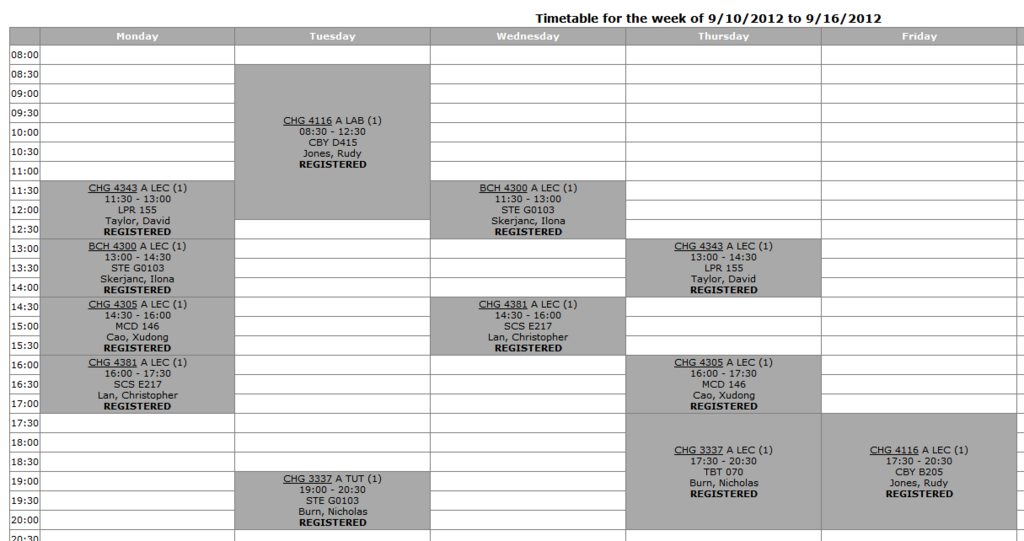 Timetable for the week of 9/10/2012 to 9/16/2012
Monday Tuesday Wednesday Thursday Friday
08:00
08:30
09:00
09:30
10:00
10:30
11:00
11:30
12:00
12:30
13:00
13:30
14:00
14:30
15:00
15:30
16:00
16:30
17:00
17:30
18:00
18:30
19:00
19:30
20:00
20:30
CHG 4343 A LEC (1)
11:30 - 13:00
LPR 155
Taylor, David
REGISTERED
BCH 4300 A LEC (1)
13:00 - 14:30
STE G0103
Skerjanc, Ilona
REGISTERED
CHG 4305 A LEC (1)
14:30 - 16:00
MCD 146
Cao, Xudong
REGISTERED
CHG 4381 A LEC (1)
16:00 - 17:30
SCS E217
Lan, Christopher
REGISTERED
CHG 4116 A LAB (1)
08:30 - 12:30
CBY D415
Jones, Rudy
REGISTERED
CHG 3337 A TUT (1)
19:00 - 20:30
STE G0103
Burn, Nicholas
REGISTERED
BCH 4300 A LEC (1)
11:30 - 13:00
STE G0103
Skerjanc, Ilona
REGISTERED
CHG 4381 A LEC (1)
14:30 - 16:00
SCS E217
Lan, Christopher
REGISTERED
CHG 4343 A LEC (1)
13:00 - 14:30
LPR 155
Taylor, David
REGISTERED
CHG 4305 A LEC (1)
16:00 - 17:30
MCD 146
Cao, Xudong
REGISTERED
CHG 3337 A LEC (1)
17:30 - 20:30
TBT 070
Burn, Nicholas
REGISTERED
CHG 4116 A LEC (1)
17:30 - 20:30
CBY B205
Jones, Rudy
REGISTERED